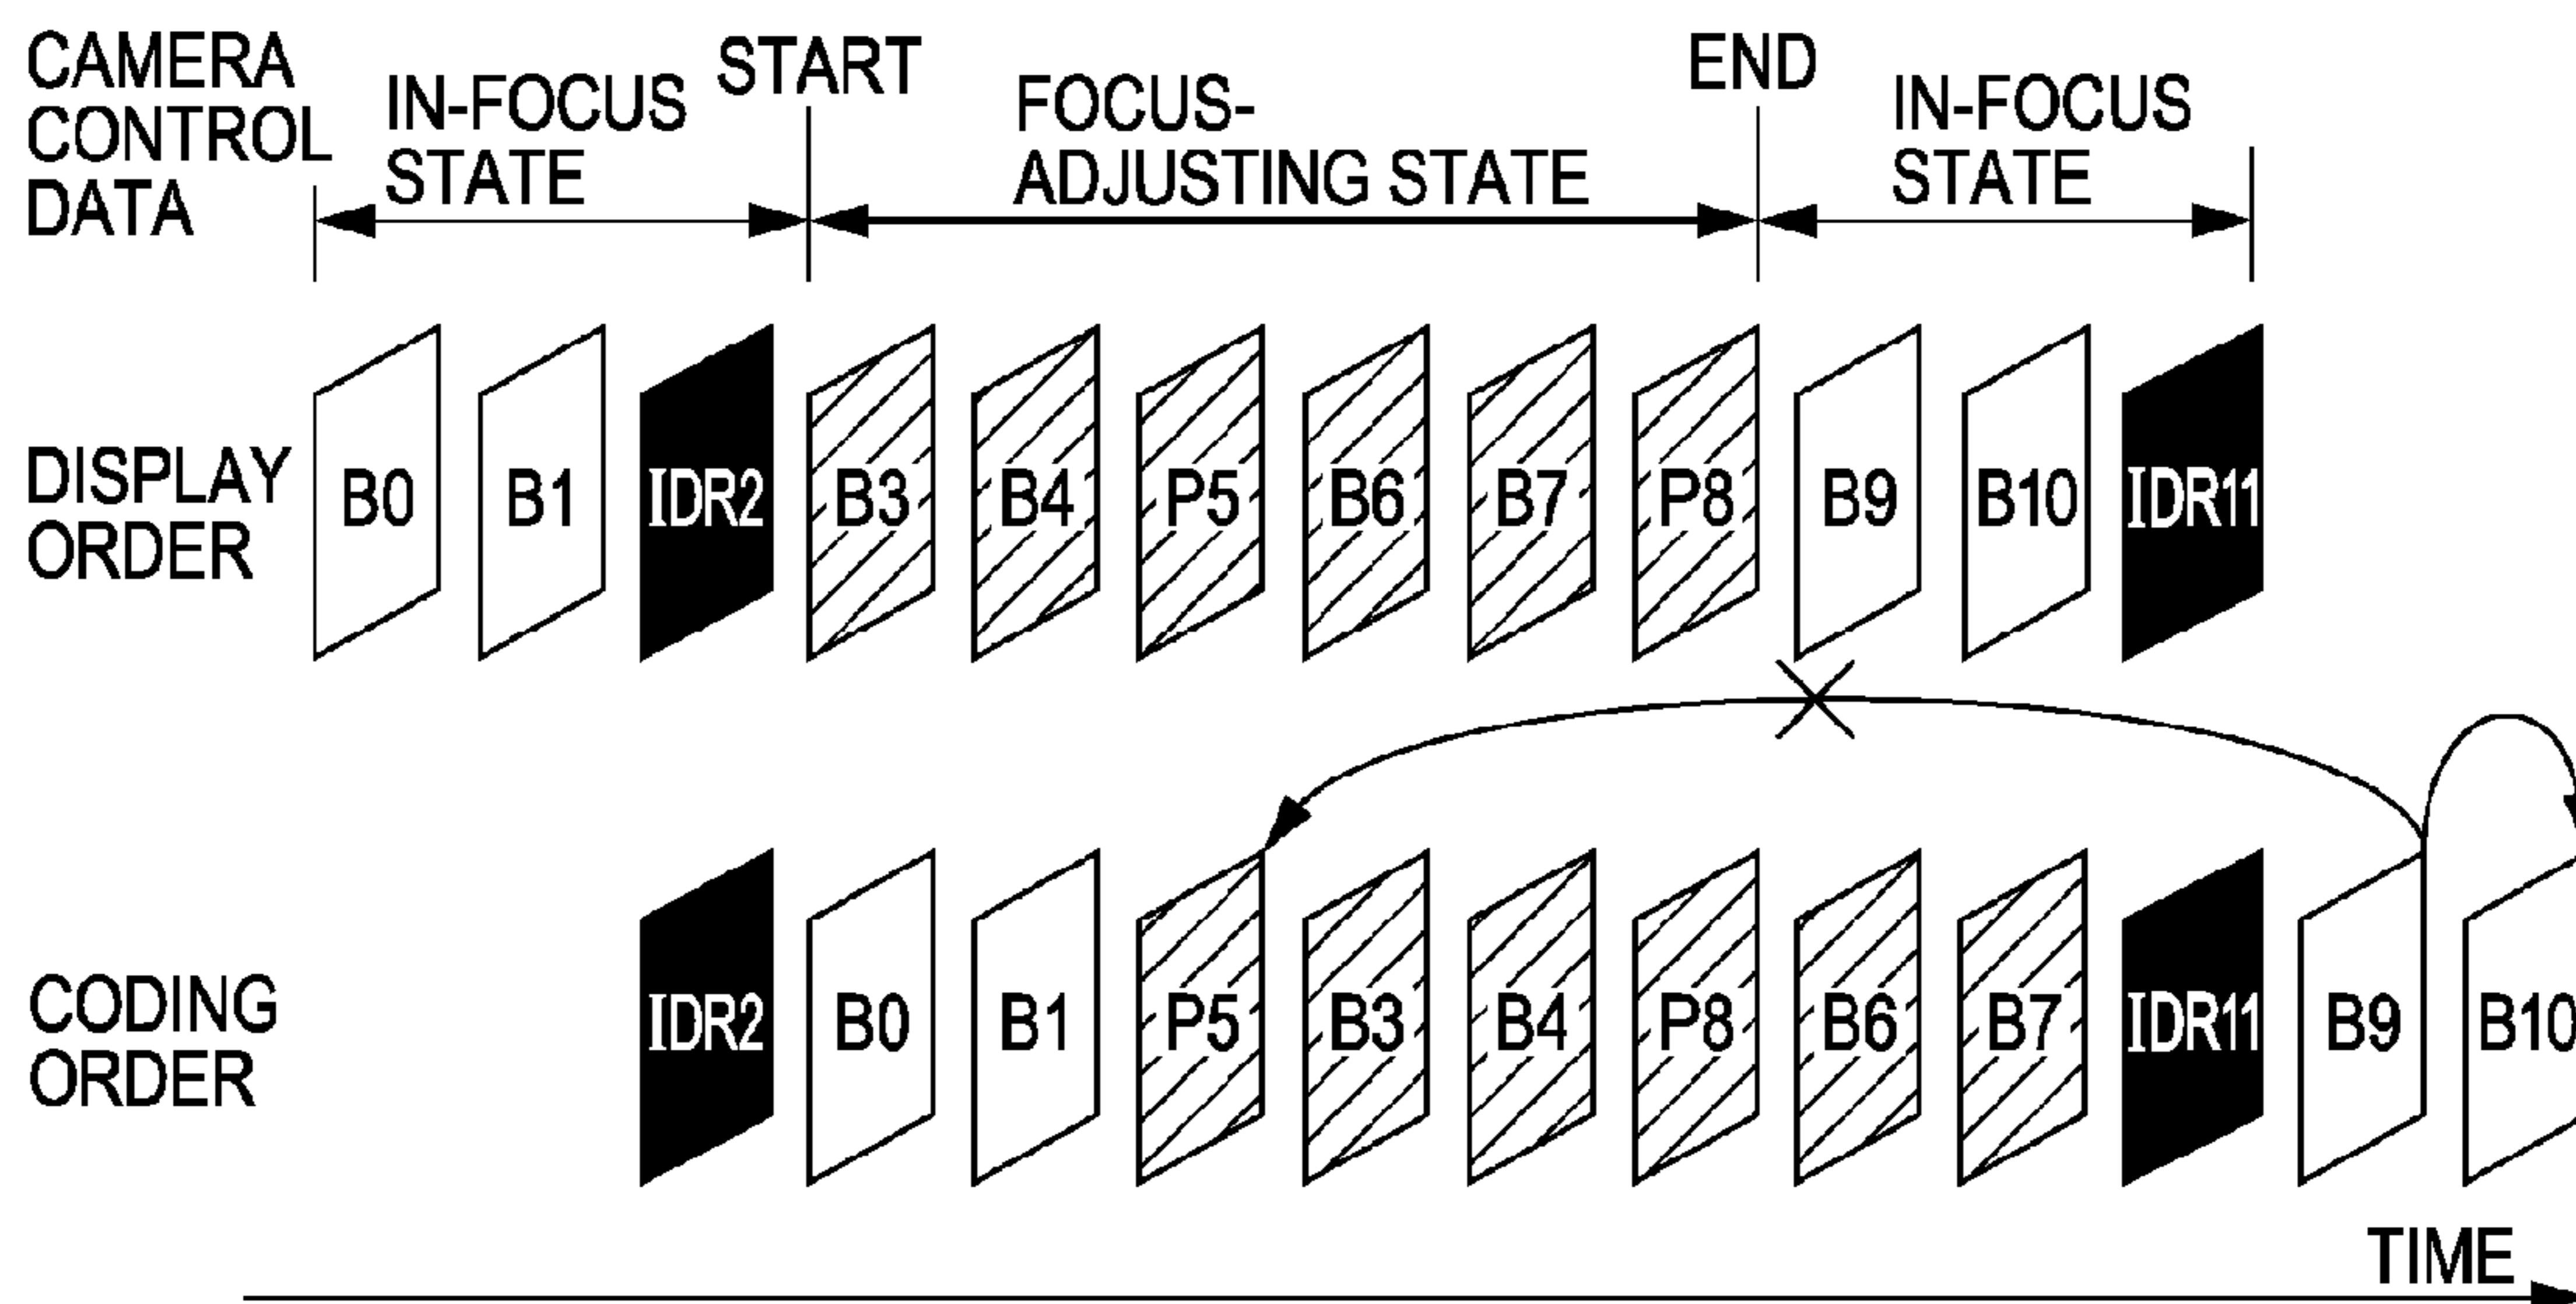 CAMERA
CONTROL
DATA
IN-FOCUS
STATE
START
FOCUS-
ADJUSTING STATE
END
IN-FOCUS
STATE
DISPLAY
ORDER
B0 B1 IDR2 B3 B4 P5 B6 B7 P8 B9 B10 IDR11
CODING
ORDER
IDR2 B0 B1 P5 B3 B4 P8 B6 B7 IDR11 B9 B10
TIME